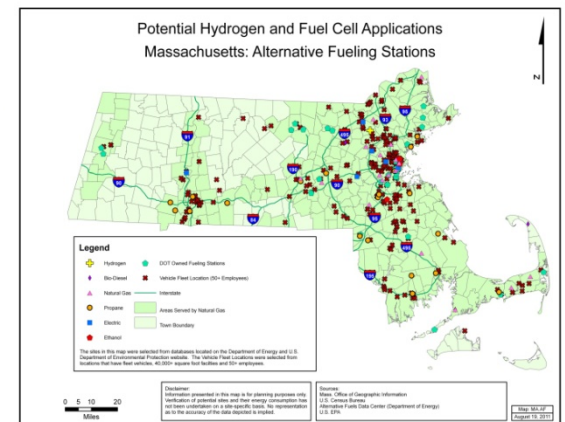 Potential Hydrogen and Fuel Cell Applications
Massachusetts: Alternative Fueling Stations
N
91
90
84
190
495
93
95
90
95
495
195
Legend
Hydrogen
DOT Owned Fueling Stations
Bio-Diesel
Vehicle Fleet Location (50+ Employees)
Natural Gas
Interstate
Propane
Areas Served by Natural Gas
Electric
Town Boundary
Ethanol
The sites in this map were selected from databases located on the Department of Energy and U.S.
Department of Environmental Protection website. The Vehicle Fleet Locations were selected from
locations that have fleet vehicles, 40,000+ square foot facilities and 50+ employees.
0 5 10 20
Miles
Disclaimer:
Information presented in this map is for planning purposes only.
Verification of potential sites and their energy consumption has
not been undertaken on a site-specific basis. No representation
as to the accuracy of the data depicted is implied.
Sources:
Mass. Office of Geographic Information
U.S. Census Bureau
Alternative Fuels Data Center (Department of Energy)
U.S. EPA
Map: MA AF
August 19, 2011